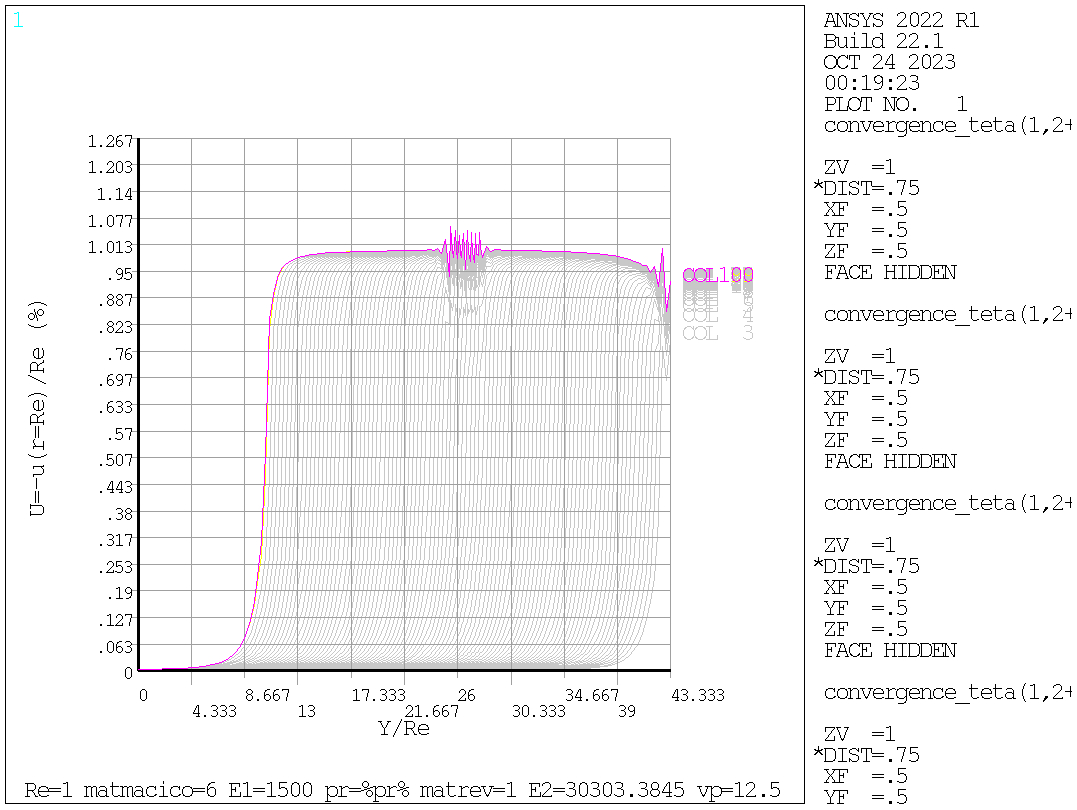 1
ANSYS 2022 R1
Build 22.1
OCT 24 2023
00:19:23
PLOT NO. 1
convergence_teta(1,2+
ZV =1
*DIST=.75
XF =.5
YF =.5
ZF =.5
FACE HIDDEN
convergence_teta(1,2+
ZV =1
*DIST=.75
XF =.5
YF =.5
ZF =.5
FACE HIDDEN
convergence_teta(1,2+
ZV =1
*DIST=.75
XF =.5
YF =.5
ZF =.5
FACE HIDDEN
convergence_teta(1,2+
ZV =1
*DIST=.75
XF =.5
YF =.5
1.267
1.203
1.14
1.077
1.013
.95
.887
.823
.76
.697
.633
.57
.507
.443
.38
.317
.253
.19
.127
.063
0
U=-u(r=Re)/Re (%)
COL100
COL 3
0
4.333
8.667
13
17.333
21.667
26
30.333
34.667
39
43.333
Y/Re
Re=1 matmacico=6 E1=1500 pr=%pr% matrev=1 E2=30303.3845 vp=12.5